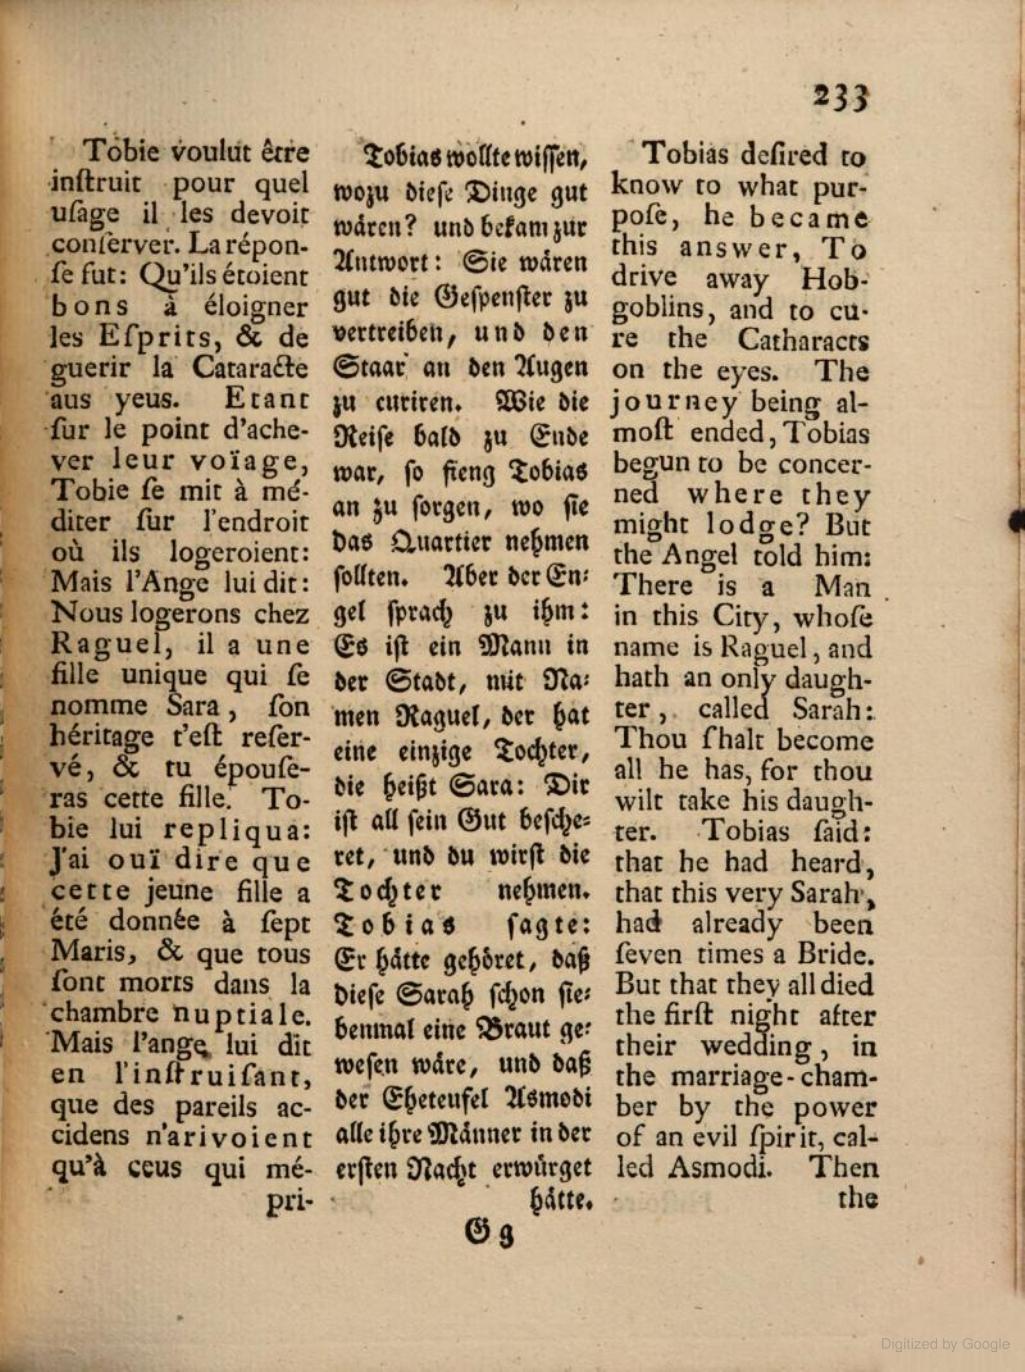 233
Tobie voulut être
inſtruit pour quel
uſage il les devoit
conſerver. La répon-
ſe fut: Qu'ils étoient
bons à éloigner
les Eſprits, & de
guerir la Cataracte
aus yeus. Etant
ſur le point d'ache-
ver leur voïage,
Tobie ſe mit à mé-
diter ſur l'endroit
où ils logeroient:
Mais l'Ange lui dit:
Nous logerons chez
Raguel, il a une
fille unique qui ſe
nomme Sara, ſon
héritage t'eſt reſer-
vé, & tu épouſe-
ras cette fille. To-
bie lui repliqua:
J'ai ouï dire que
cette jeune fille a
été donnée à ſept
Maris, & que tous
ſont morts dans la
chambre nuptiale.
Mais l'ange lui dit
en l'inſtruiſant,
que des pareils ac-
cidens n'arivoient
qu'à ceus qui mé-
pri-
Tobias wollte wiſſen,
wozu dieſe Dinge gut
wären? und bekam zur
Antwort: Sie wären
gut die Geſpenſter zu
vertreiben, und den
Staar an den Augen
zu curiren. Wie die
Reiſe bald zu Ende
war, ſo fieng Tobias
an zu ſorgen, wo ſie
das Quartier nehmen
ſollten. Aber der En-
gel ſprach zu ihm:
Es iſt ein Mann in
der Stadt, mit Na-
men Raguel, der hat
eine einzige Tochter,
die heißt Sara: Dir
iſt all ſein Gut beſche-
ret, und du wirſt die
Tochter nehmen.
Tobias ſagte:
Er hätte gehöret, daß
dieſe Sarah ſchon ſie-
benmal eine Braut ge-
weſen wäre, und daß
der Eheteufel Asmodi
alle ihre Männer in der
erſten Nacht erwürget
hätte.
Gg
Tobias deſired to
know to what pur-
poſe, he became
this answer, To
drive away Hob-
goblins, and to cu-
re the Catharacts
on the eyes. The
journey being al-
moſt ended, Tobias
begun to be concer-
ned where they
might lodge? But
the Angel told him:
There is a Man
in this City, whoſe
name is Raguel, and
hath an only daugh-
ter, called Sarah:
Thou ſhalt become
all he has, for thou
wilt take his daugh-
ter. Tobias ſaid:
that he had heard,
that this very Sarah,
had already been
ſeven times a Bride.
But that they all died
the firſt night after
their wedding, in
the marriage-cham-
ber by the power
of an evil ſpirit, cal-
led Asmodi. Then
the
Digitized by Google